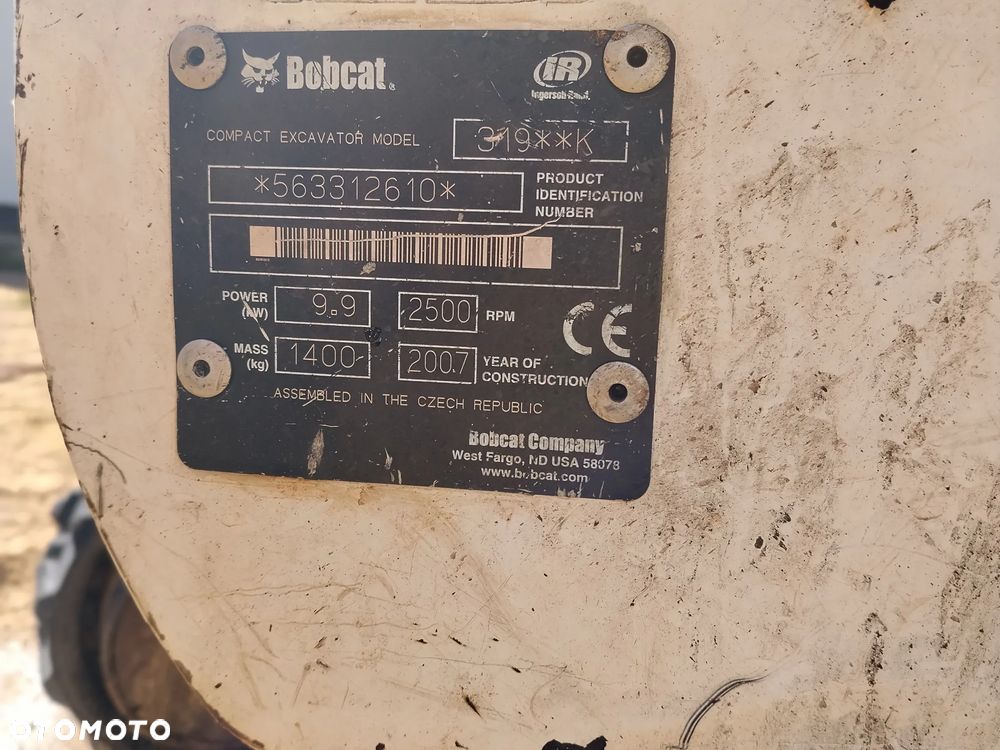 Bobcat®
IR
Ingersoll Rand
COMPACT EXCAVATOR MODEL 319**K
*563312610* PRODUCT
IDENTIFICATION
NUMBER
POWER (kW) 9.9 2500 RPM
MASS (kg) 1400 2007 YEAR OF
CONSTRUCTION
CE
ASSEMBLED IN THE CZECH REPUBLIC
Bobcat Company
West Fargo, ND USA 58078
www.bobcat.com
OTOMOTO